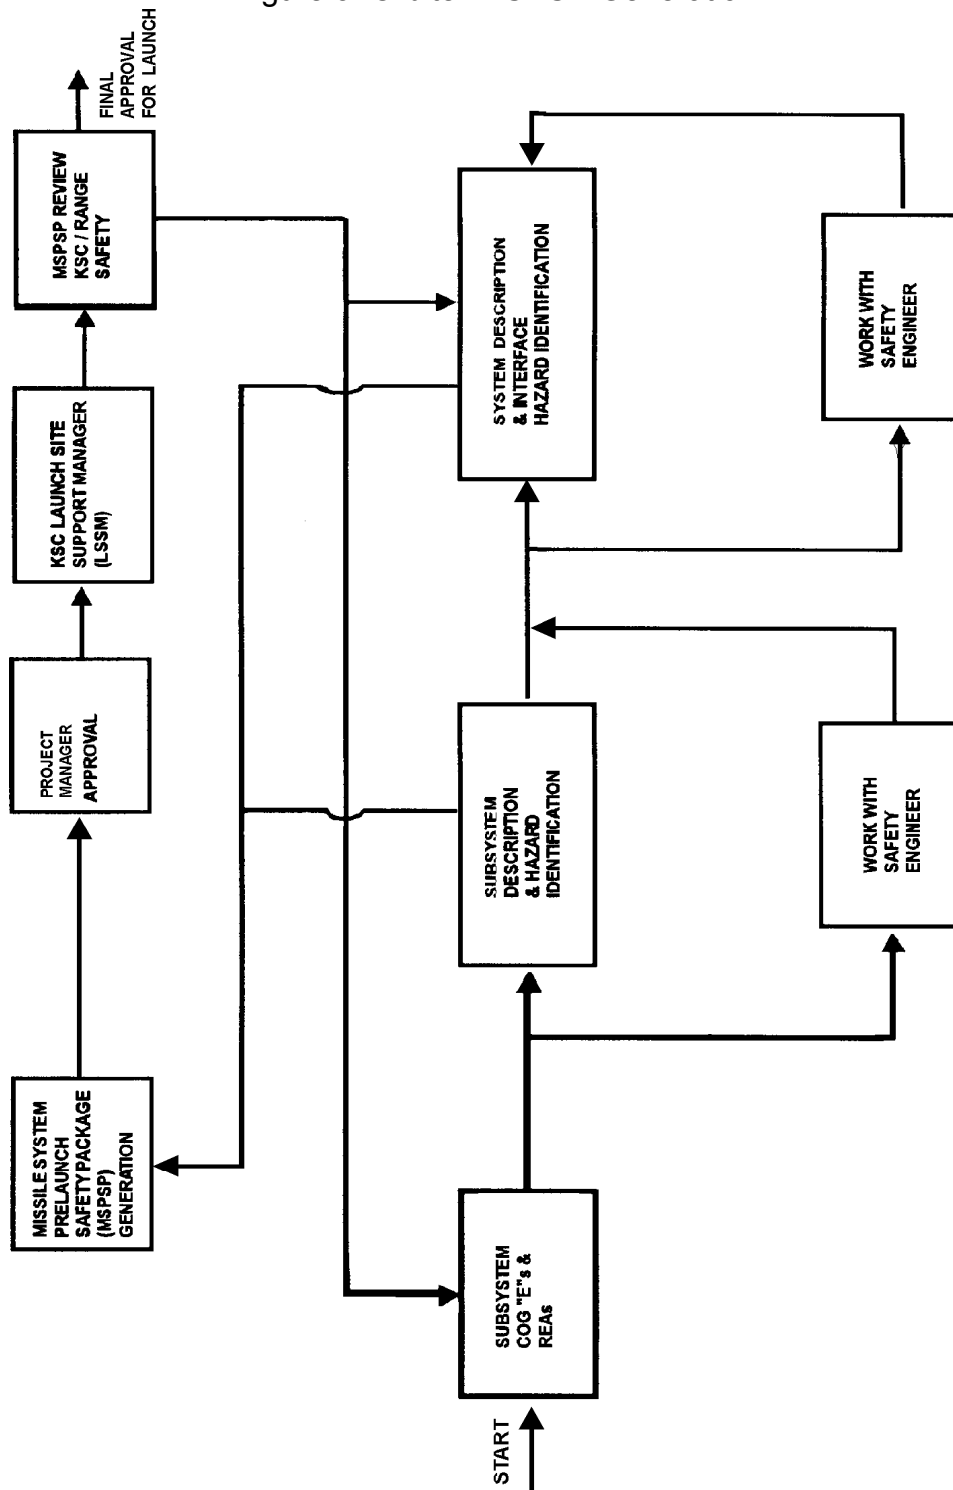 MISSILE SYSTEM
PRELAUNCH
SAFETY PACKAGE
(MSPSP)
GENERATION
PROJECT
MANAGER
APPROVAL
KSC LAUNCH SITE
SUPPORT MANAGER
(LSSM)
MSPSP REVIEW
KSC / RANGE
SAFETY
FINAL
APPROVAL
FOR LAUNCH
START
SUBSYSTEM
COG "E"s &
REAs
SUBSYSTEM
DESCRIPTION
& HAZARD
IDENTIFICATION
SYSTEM DESCRIPTION
& INTERFACE
HAZARD IDENTIFICATION
WORK WITH
SAFETY
ENGINEER
WORK WITH
SAFETY
ENGINEER